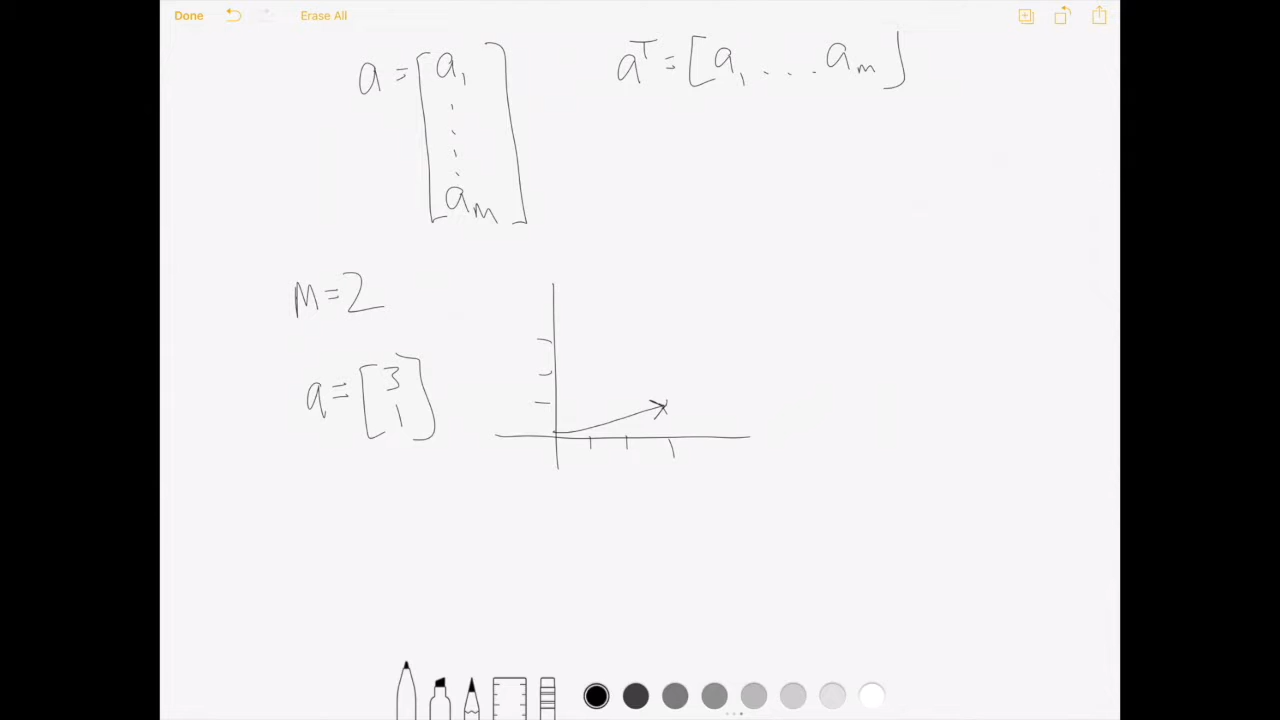 Done Erase All
a = [a₁ . . . . aₘ]
aᵀ = [a₁ . . . . aₘ]
m = 2
a = [3 1]